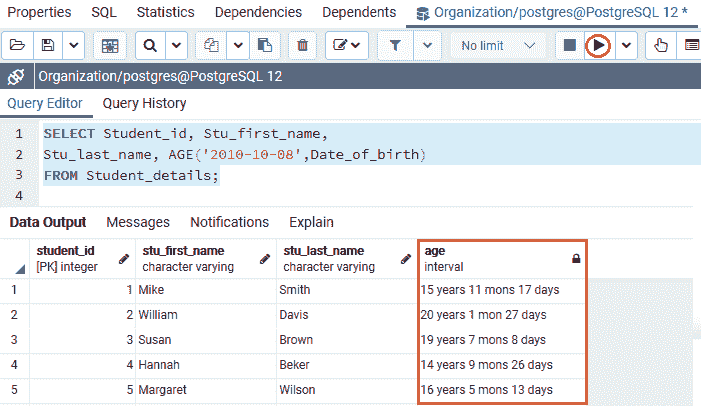 Properties SQL Statistics Dependencies Dependents Organization/postgres@PostgreSQL 12 *
No limit
Organization/postgres@PostgreSQL 12
Query Editor Query History
1 SELECT Student_id, Stu_first_name,
2 Stu_last_name, AGE('2010-10-08',Date_of_birth)
3 FROM Student_details;
4
Data Output Messages Notifications Explain
student_id stu_first_name stu_last_name age
[PK] integer character varying character varying interval
1 1 Mike Smith 15 years 11 mons 17 days
2 2 William Davis 20 years 1 mon 27 days
3 3 Susan Brown 19 years 7 mons 8 days
4 4 Hannah Beker 14 years 9 mons 26 days
5 5 Margaret Wilson 16 years 5 mons 13 days